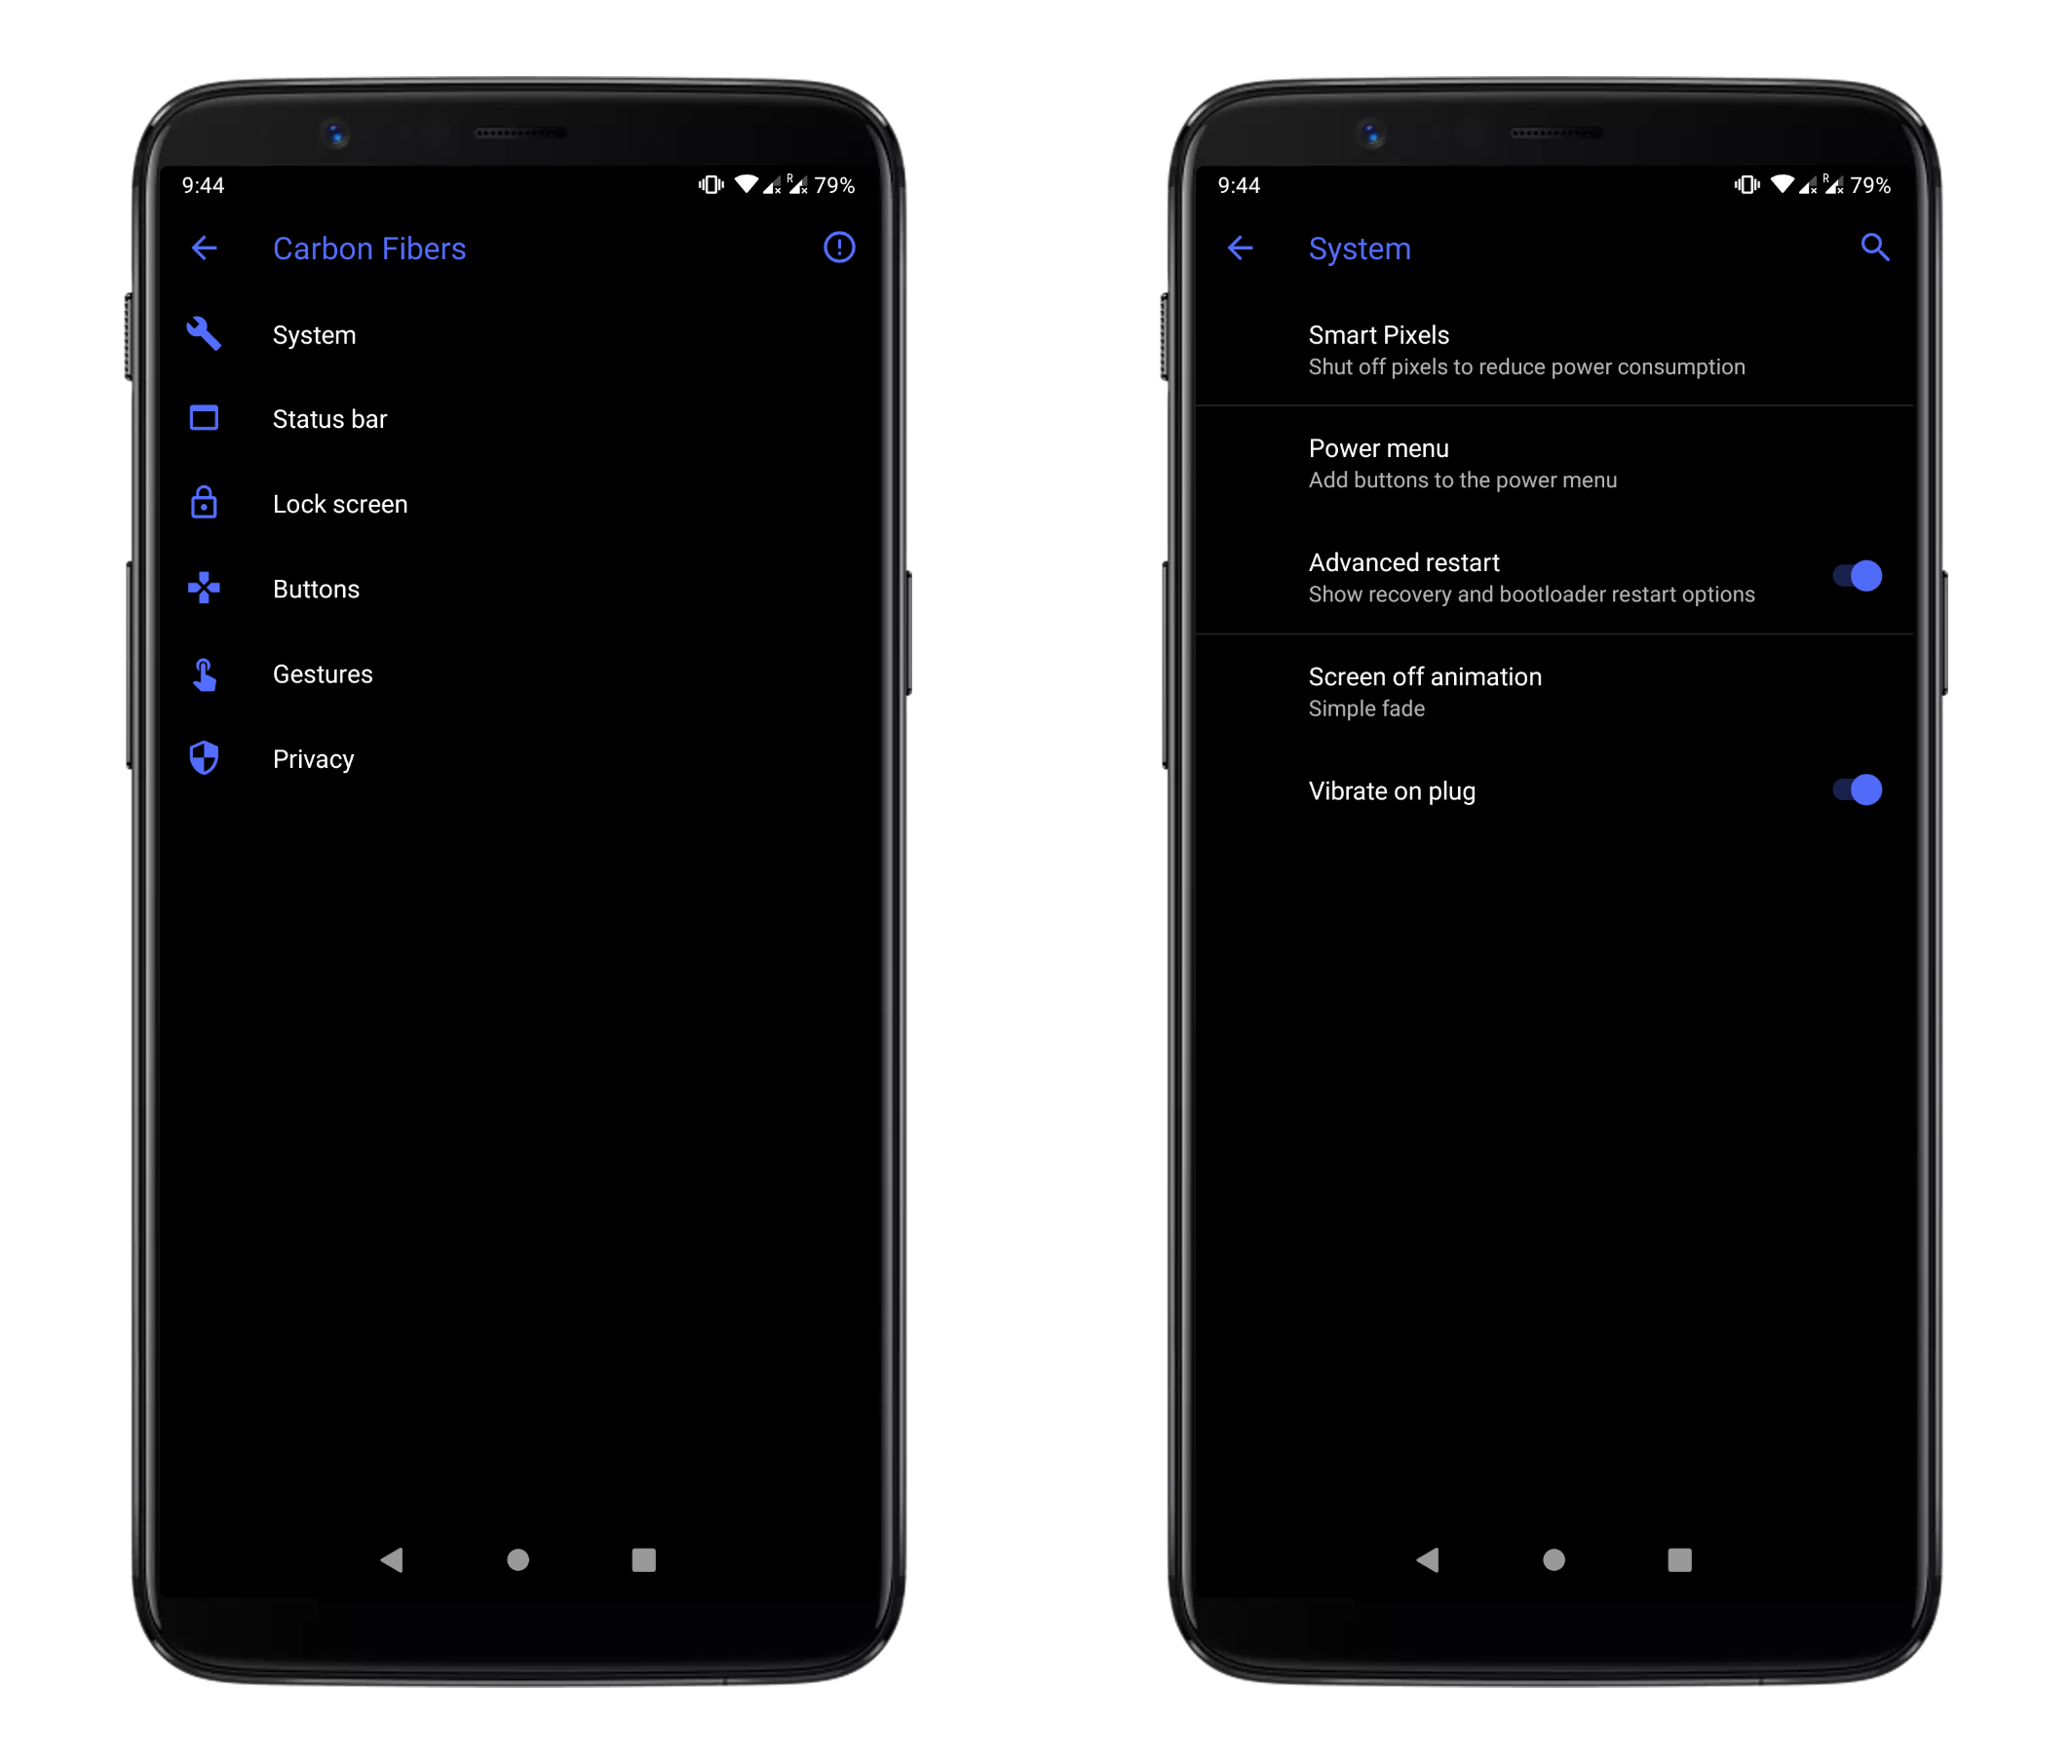 9:44
R
79%
Carbon Fibers
System
Status bar
Lock screen
Buttons
Gestures
Privacy
9:44
R
79%
System
Smart Pixels
Shut off pixels to reduce power consumption
Power menu
Add buttons to the power menu
Advanced restart
Show recovery and bootloader restart options
Screen off animation
Simple fade
Vibrate on plug